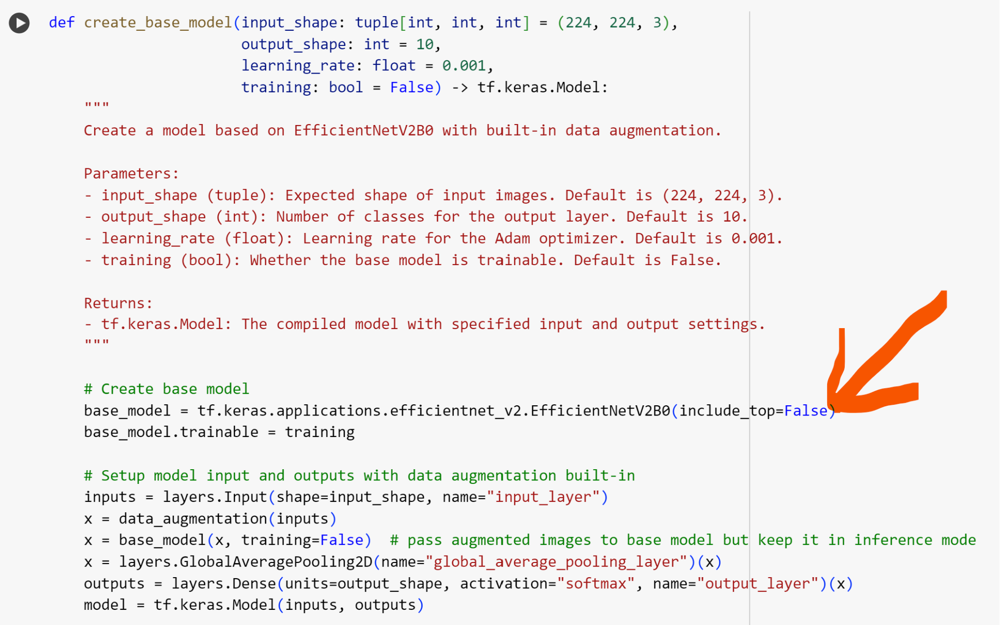 def create_base_model(input_shape: tuple[int, int, int] = (224, 224, 3),
                      output_shape: int = 10,
                      learning_rate: float = 0.001,
                      training: bool = False) -> tf.keras.Model:
    """
    Create a model based on EfficientNetV2B0 with built-in data augmentation.

    Parameters:
    - input_shape (tuple): Expected shape of input images. Default is (224, 224, 3).
    - output_shape (int): Number of classes for the output layer. Default is 10.
    - learning_rate (float): Learning rate for the Adam optimizer. Default is 0.001.
    - training (bool): Whether the base model is trainable. Default is False.

    Returns:
    - tf.keras.Model: The compiled model with specified input and output settings.
    """

    # Create base model
    base_model = tf.keras.applications.efficientnet_v2.EfficientNetV2B0(include_top=False)
    base_model.trainable = training

    # Setup model input and outputs with data augmentation built-in
    inputs = layers.Input(shape=input_shape, name="input_layer")
    x = data_augmentation(inputs)
    x = base_model(x, training=False)  # pass augmented images to base model but keep it in inference mode
    x = layers.GlobalAveragePooling2D(name="global_average_pooling_layer")(x)
    outputs = layers.Dense(units=output_shape, activation="softmax", name="output_layer")(x)
    model = tf.keras.Model(inputs, outputs)